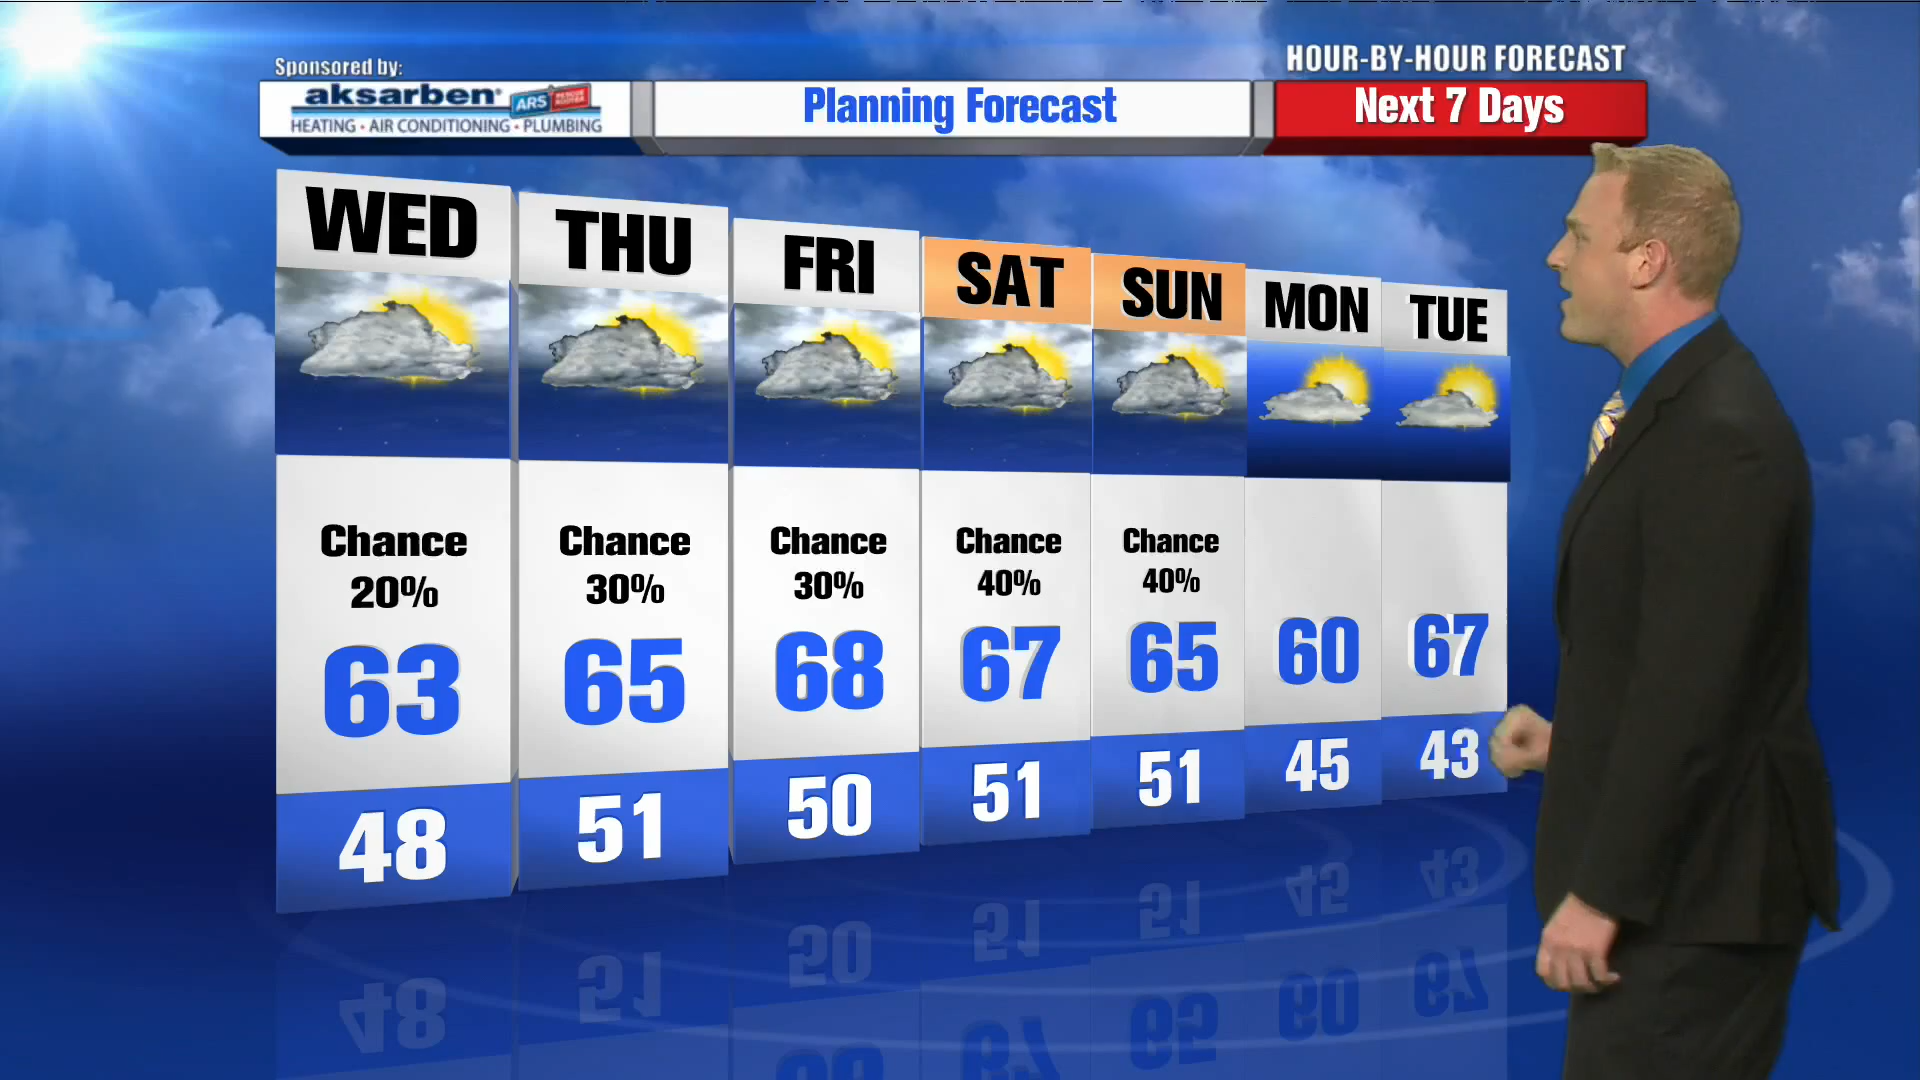 Sponsored by:
aksarben
ARS
RESCUE
ROOTER
HEATING · AIR CONDITIONING · PLUMBING
Planning Forecast
HOUR-BY-HOUR FORECAST
Next 7 Days
WED
THU
FRI
SAT
SUN
MON
TUE
Chance
20%
Chance
30%
Chance
30%
Chance
40%
Chance
40%
63
65
68
67
65
60
67
48
51
50
51
51
45
43